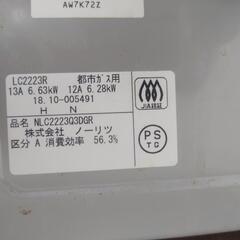 AW7K72Z
LC2223R 都市ガス用
13A 6.63kW 12A 6.28kW
18.10-005491
H N
品名 NLC2223Q3DGR
株式会社 ノーリツ
区分 A 消費効率 56.3%
JIA認証
PS
TG